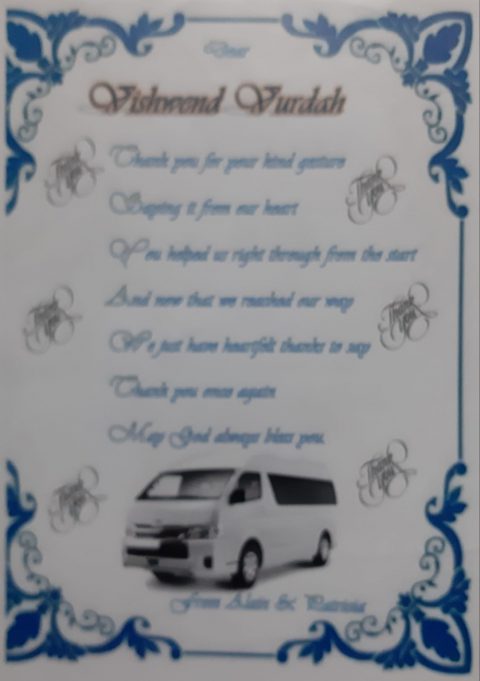 Dear
Vishwend Vurdah
Thank you for your kind gesture
Saying it from our heart
You helped us right through from the start
And now that we reached our way
We just have heartfelt thanks to say
Thank you once again
May God always bless you.
From Alain & Patricia
Thank You
Thank You
Thank You
Thank You
Thank You
Thank You